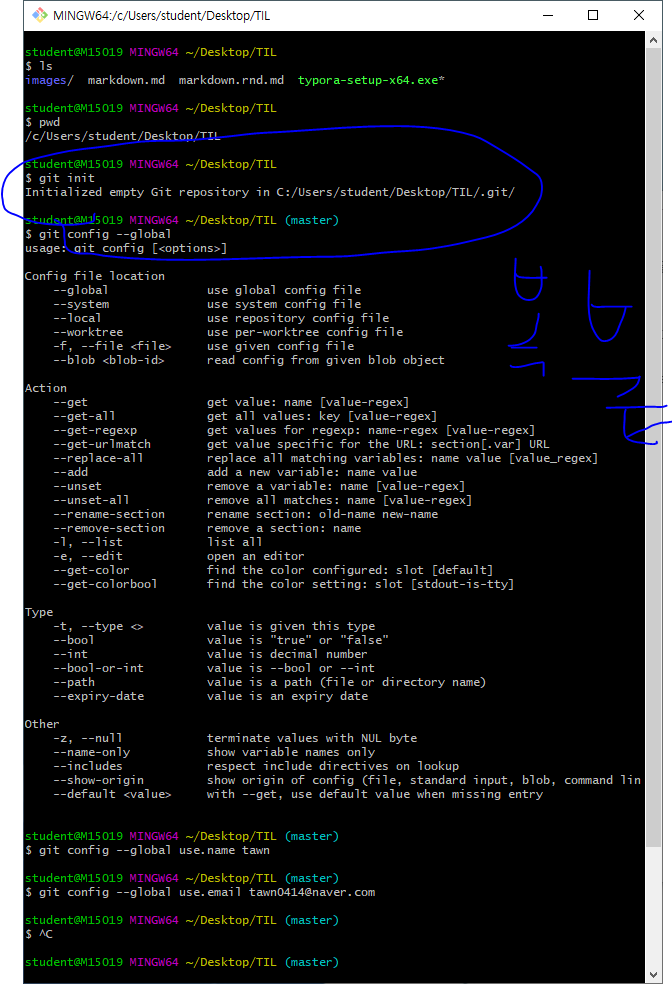 MINGW64:/c/Users/student/Desktop/TIL
student@M15019 MINGW64 ~/Desktop/TIL
$ ls
images/  markdown.md  markdown.rnd.md  typora-setup-x64.exe*
student@M15019 MINGW64 ~/Desktop/TIL
$ pwd
/c/Users/student/Desktop/TIL
student@M15019 MINGW64 ~/Desktop/TIL
$ git init
Initialized empty Git repository in C:/Users/student/Desktop/TIL/.git/
student@M15019 MINGW64 ~/Desktop/TIL (master)
$ git config --global
usage: git config [<options>]
Config file location
    --global              use global config file
    --system              use system config file
    --local               use repository config file
    --worktree            use per-worktree config file
    -f, --file <file>     use given config file
    --blob <blob-id>      read config from given blob object
Action
    --get                 get value: name [value-regex]
    --get-all             get all values: key [value-regex]
    --get-regexp          get values for regexp: name-regex [value-regex]
    --get-urlmatch        get value specific for the URL: section[.var] URL
    --replace-all         replace all matching variables: name value [value_regex]
    --add                 add a new variable: name value
    --unset               remove a variable: name [value-regex]
    --unset-all           remove all matches: name [value-regex]
    --rename-section      rename section: old-name new-name
    --remove-section      remove a section: name
    -l, --list            list all
    -e, --edit            open an editor
    --get-color           find the color configured: slot [default]
    --get-colorbool       find the color setting: slot [stdout-is-tty]
Type
    -t, --type <>         value is given this type
    --bool                value is "true" or "false"
    --int                 value is decimal number
    --bool-or-int         value is --bool or --int
    --path                value is a path (file or directory name)
    --expiry-date         value is an expiry date
Other
    -z, --null            terminate values with NUL byte
    --name-only           show variable names only
    --includes            respect include directives on lookup
    --show-origin         show origin of config (file, standard input, blob, command lin
    --default <value>     with --get, use default value when missing entry
student@M15019 MINGW64 ~/Desktop/TIL (master)
$ git config --global use.name tawn
student@M15019 MINGW64 ~/Desktop/TIL (master)
$ git config --global use.email tawn0414@naver.com
student@M15019 MINGW64 ~/Desktop/TIL (master)
$ ^C
student@M15019 MINGW64 ~/Desktop/TIL (master)